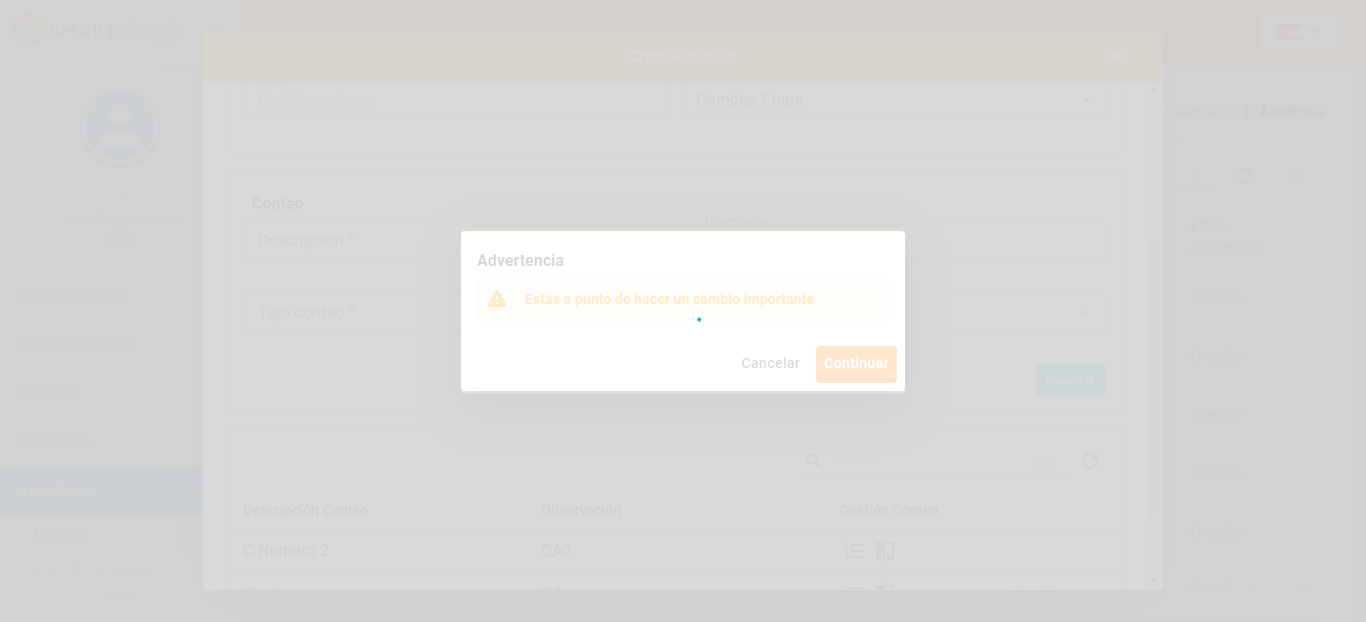 SMARTSTOCK
Crear Auditoria
En Alistamiento
Cambiar Etapa
Inventario > Auditoría
Conteo
Observación
Descripción *
Etapa
documento
Advertencia
Estás a punto de hacer un cambio importante
Administración
Creado
Tipo conteo *
Parametrización
Creado
Cancelar
Continuar
Guardar
Bodegas
Creado
Productos
Buscar
Creado
Inventario
Descripción Conteo
Observación
Gestión Conteo
Auditoria
Creado
C Numero 2
QA2